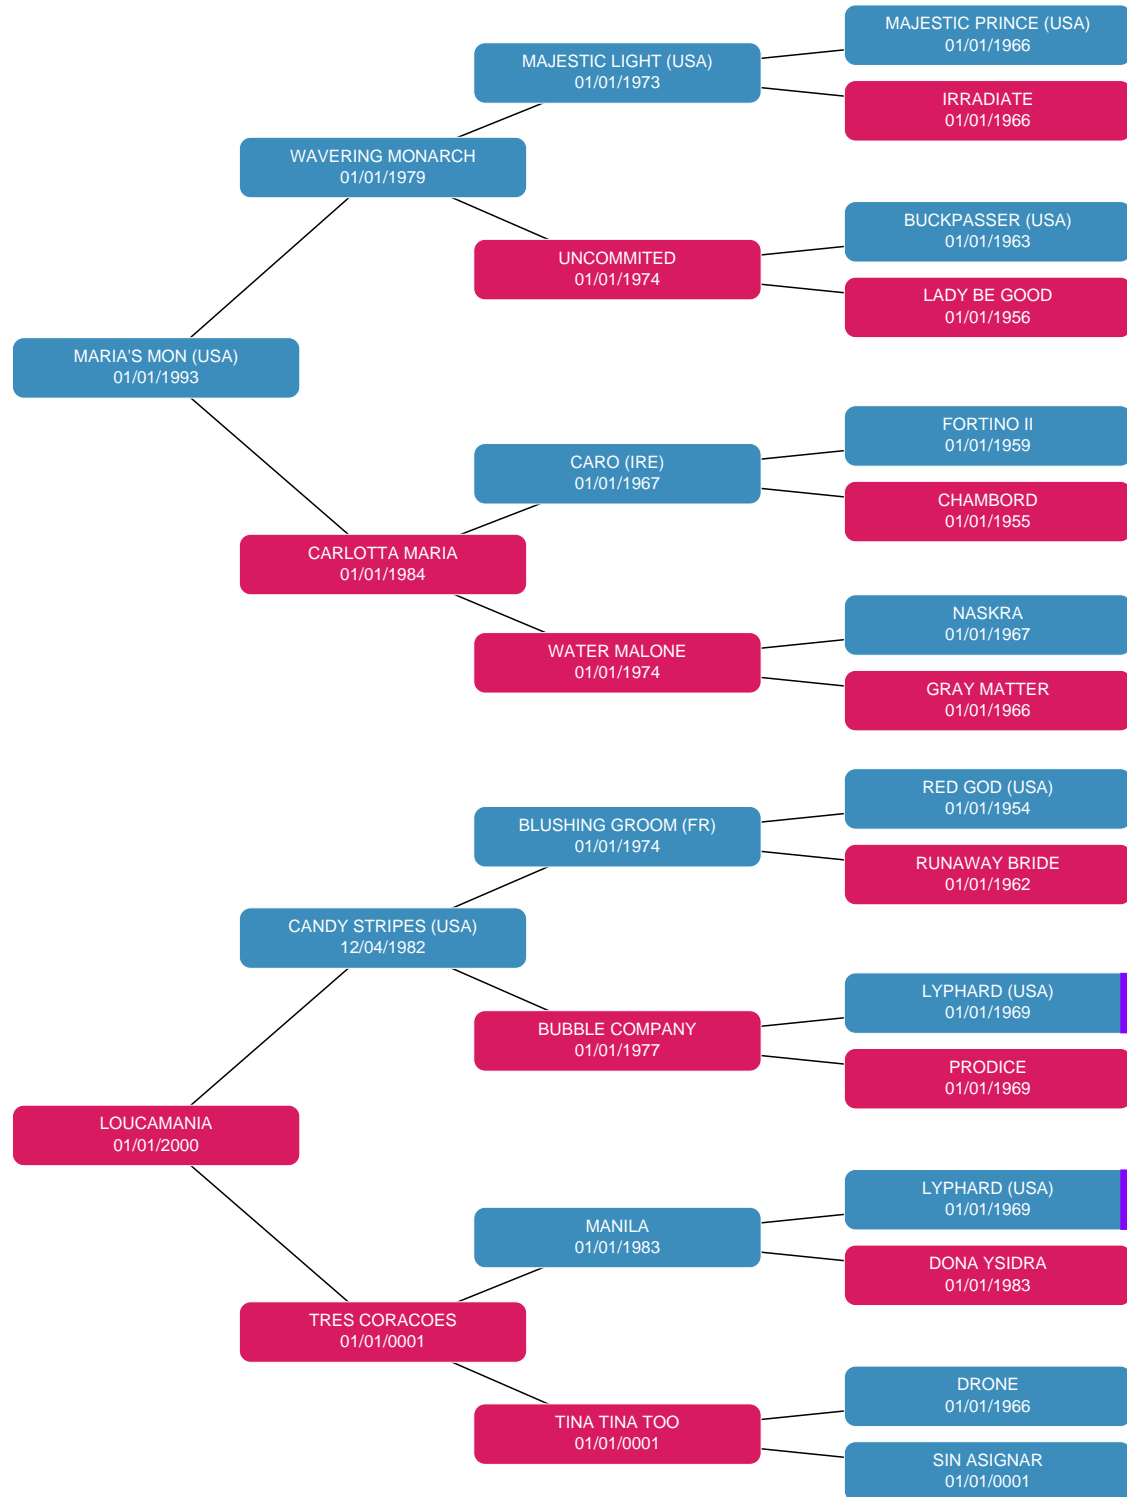 MAJESTIC PRINCE (USA)
01/01/1966
MAJESTIC LIGHT (USA)
01/01/1973
IRRADIATE
01/01/1966
WAVERING MONARCH
01/01/1979
BUCKPASSER (USA)
01/01/1963
UNCOMMITED
01/01/1974
LADY BE GOOD
01/01/1956
MARIA'S MON (USA)
01/01/1993
FORTINO II
01/01/1959
CARO (IRE)
01/01/1967
CHAMBORD
01/01/1955
CARLOTTA MARIA
01/01/1984
NASKRA
01/01/1967
WATER MALONE
01/01/1974
GRAY MATTER
01/01/1966
RED GOD (USA)
01/01/1954
BLUSHING GROOM (FR)
01/01/1974
RUNAWAY BRIDE
01/01/1962
CANDY STRIPES (USA)
12/04/1982
LYPHARD (USA)
01/01/1969
BUBBLE COMPANY
01/01/1977
PRODICE
01/01/1969
LOUCAMANIA
01/01/2000
LYPHARD (USA)
01/01/1969
MANILA
01/01/1983
DONA YSIDRA
01/01/1983
TRES CORACOES
01/01/0001
DRONE
01/01/1966
TINA TINA TOO
01/01/0001
SIN ASIGNAR
01/01/0001